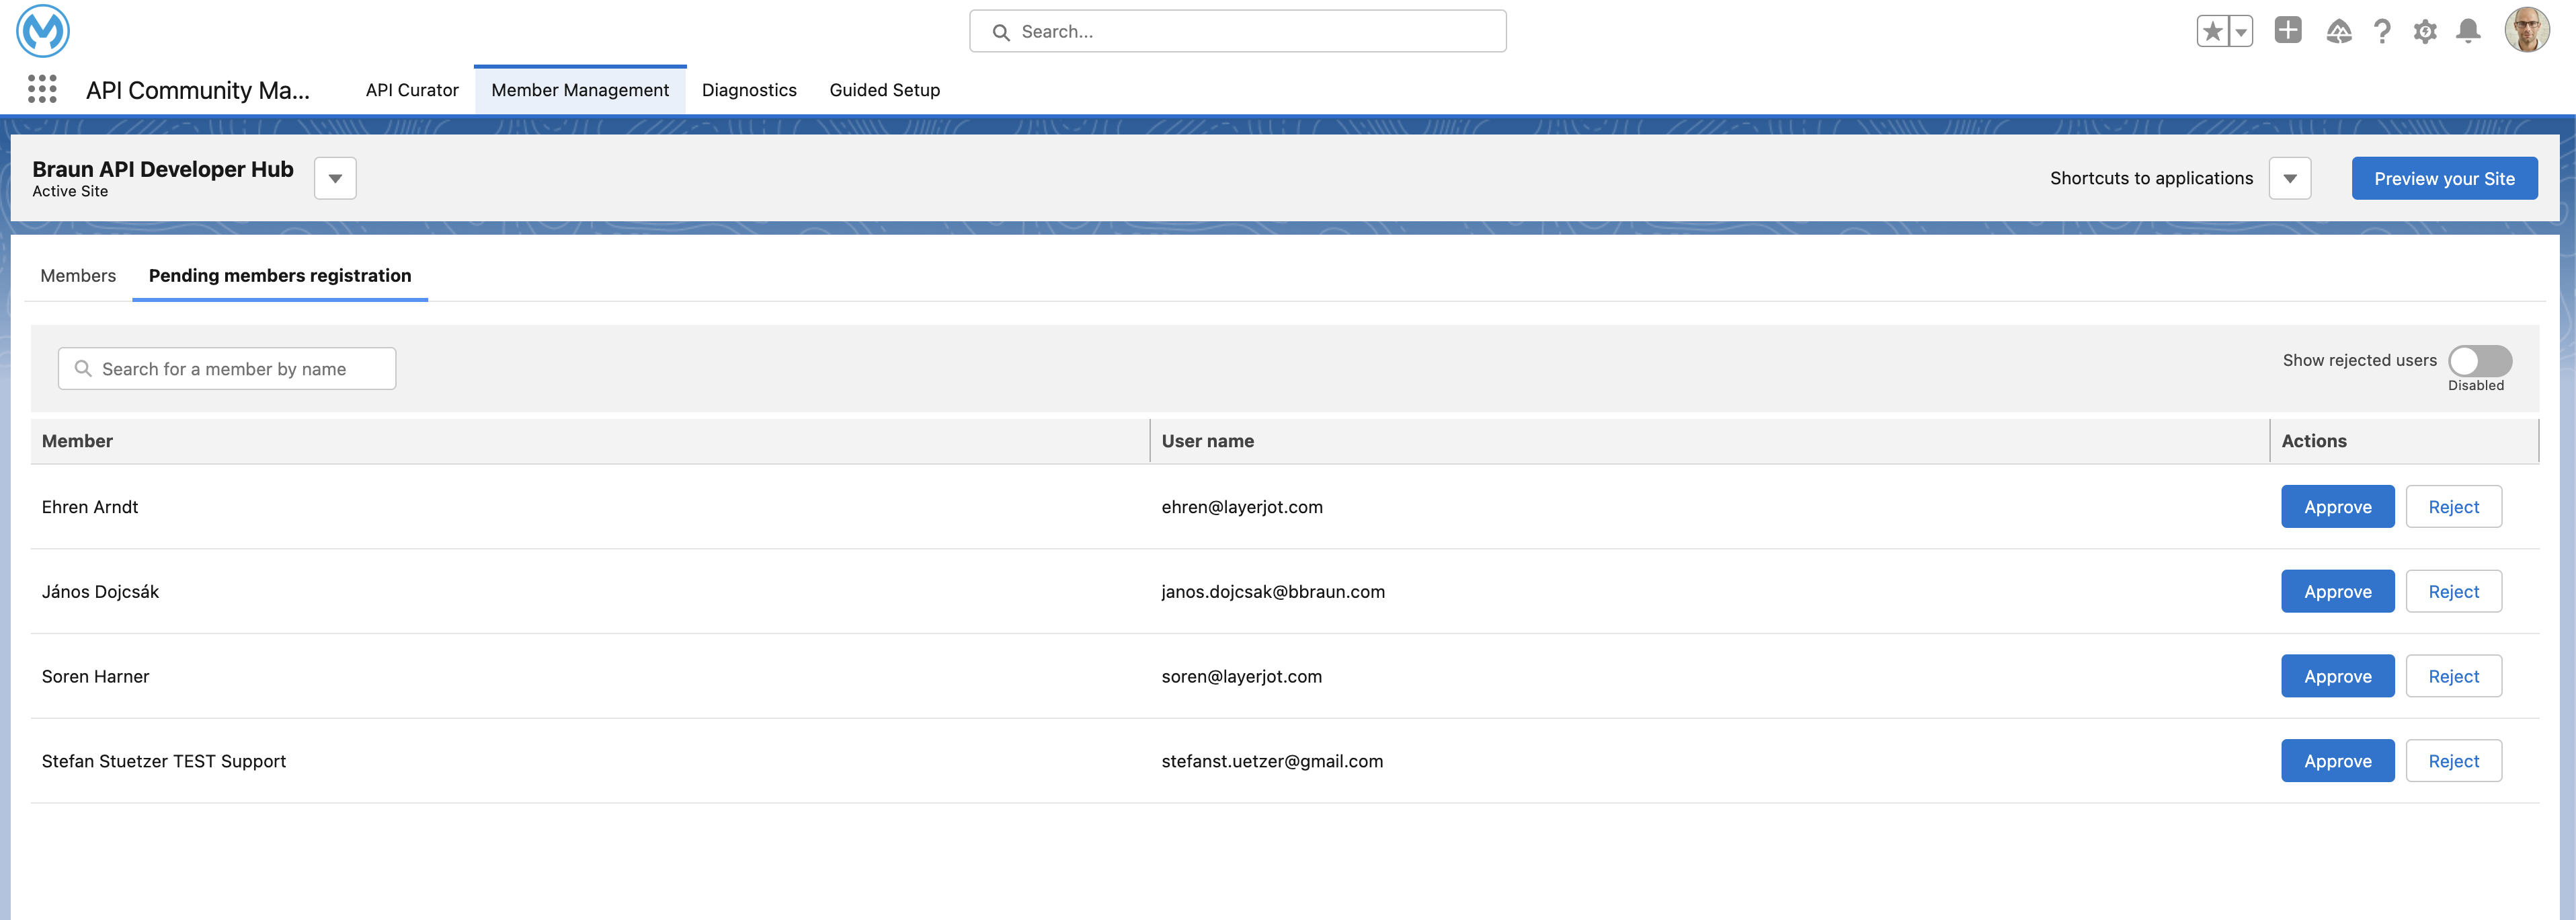 Search...
API Community Ma...
API Curator
Member Management
Diagnostics
Guided Setup
Braun API Developer Hub
Active Site
Shortcuts to applications
Preview your Site
Members
Pending members registration
Search for a member by name
Show rejected users
Disabled
Member User name Actions
Ehren Arndt ehren@layerjot.com Approve Reject
János Dojcsák janos.dojcsak@bbraun.com Approve Reject
Soren Harner soren@layerjot.com Approve Reject
Stefan Stuetzer TEST Support stefanst.uetzer@gmail.com Approve Reject